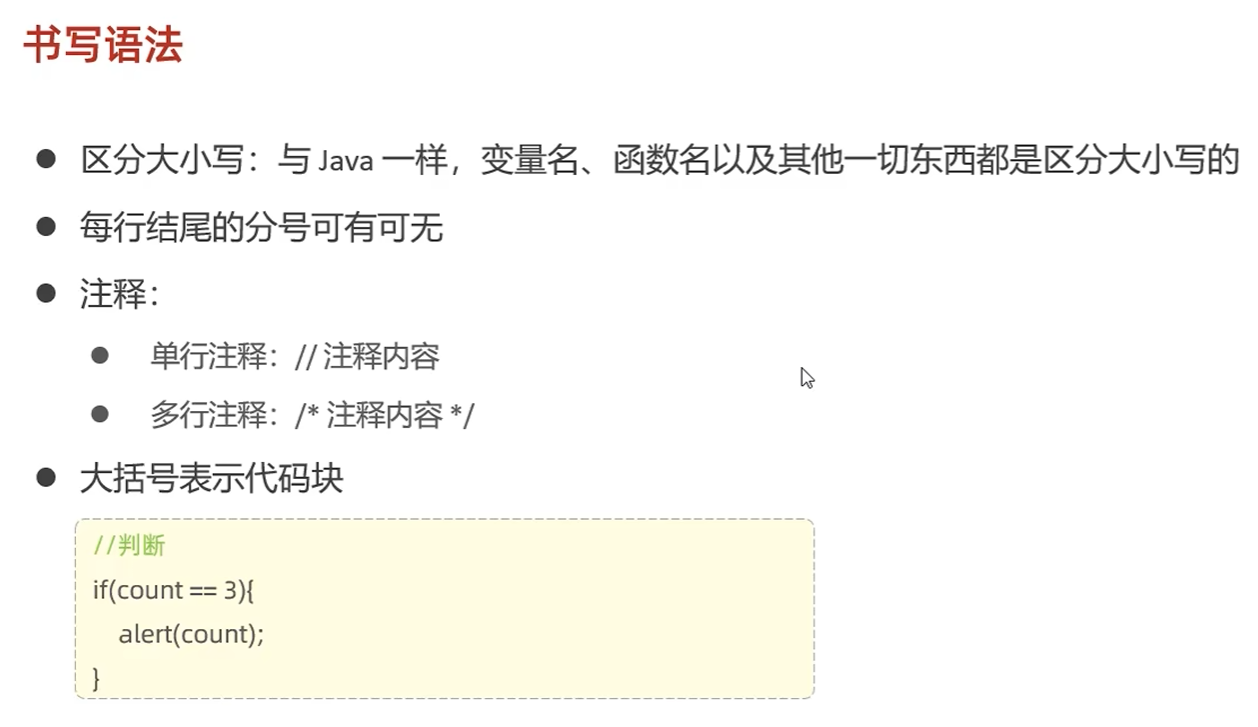 书写语法
区分大小写：与 Java 一样，变量名、函数名以及其他一切东西都是区分大小写的
每行结尾的分号可有可无
注释：
单行注释：// 注释内容
多行注释：/* 注释内容 */
大括号表示代码块
//判断
if(count == 3){
alert(count);
}